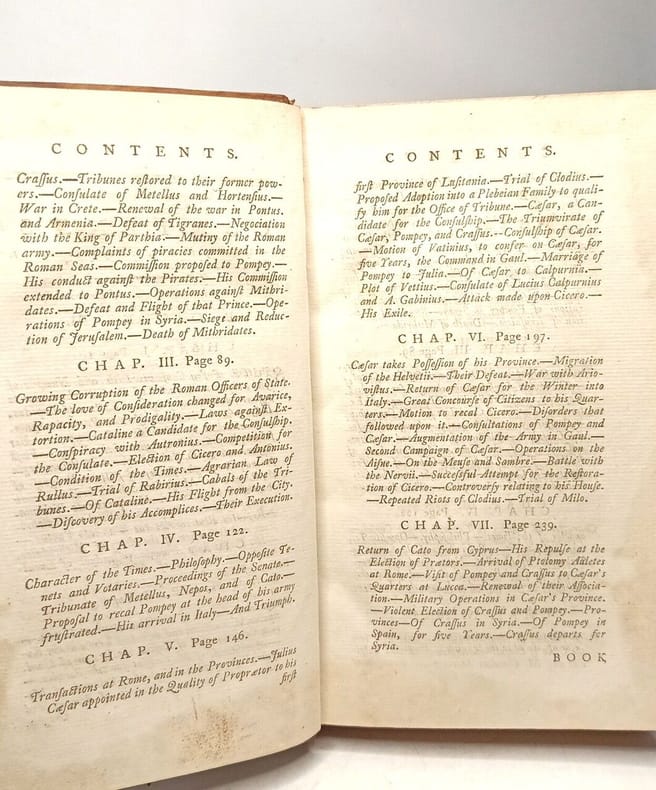 CONTENTS.
Craſſus.—Tribunes reſtored to their former pow-
ers.—Conſulate of Metellus and Hortenſius.—
War in Crete.—Renewal of the war in Pontus.
and Armenia.—Defeat of Tigranes.—Negociation
with the King of Parthia.—Mutiny of the Roman
army.—Complaints of piracies committed in the
Roman Seas.—Commiſſion propoſed to Pompey.—
His conduct againſt the Pirates.—His Commiſſion
extended to Pontus.—Operations againſt Mithri-
dates.—Defeat and Flight of that Prince.—Ope-
rations of Pompey in Syria.—Siege and Reduc-
tion of Jeruſalem.—Death of Mithridates.
CHAP. III. Page 89.
Growing Corruption of the Roman Officers of State.
—The love of Conſideration changed for Avarice,
Rapacity, and Prodigality.—Laws againſt Ex-
tortion.—Cataline a Candidate for the Conſulſhip.
—Conſpiracy with Autronius.—Competition for
the Conſulate.—Election of Cicero and Antonius.
—Condition of the Times.—Agrarian Law of
Rullus.—Trial of Rabirius.—Cabals of the Tri-
bunes.—Of Cataline.—His Flight from the City.
—Diſcovery of his Accomplices.—Their Execution.
CHAP. IV. Page 122.
Character of the Times.—Philoſophy.—Oppoſite Te-
nets and Votaries.—Proceedings of the Senate.—
Tribunate of Metellus, Nepos, and of Cato.—
Propoſal to recal Pompey at the head of his army
fruſtrated.—His arrival in Italy—And Triumph.
CHAP. V. Page 146.
Tranſactions at Rome, and in the Provinces.—Julius
Cæſar appointed in the Quality of Proprætor to his
firſt
CONTENTS.
firſt Province of Luſitania.—Trial of Clodius.—
Propoſed Adoption into a Plebeian Family to quali-
fy him for the Office of Tribune.—Cæſar, a Can-
didate for the Conſulſhip.—The Triumvirate of
Cæſar, Pompey, and Craſſus.--Conſulſhip of Cæſar.
—Motion of Vatinius, to confer on Cæſar, for
five Years, the Command in Gaul.—Marriage of
Pompey to Julia.—Of Cæſar to Calpurnia.—
Plot of Vettius.—Conſulate of Lucius Calpurnius
and A. Gabinius.—Attack made upon Cicero.—
His Exile.
CHAP. VI. Page 197.
Cæſar takes Poſſeſſion of his Province.—Migration
of the Helvetii.—Their Defeat.—War with Ario-
viſtus.—Return of Cæſar for the Winter into
Italy.—Great Concourſe of Citizens to his Quar-
ters.—Motion to recal Cicero.—Diſorders that
followed upon it.—Conſultations of Pompey and
Cæſar.—Augmentation of the Army in Gaul.—
Second Campaign of Cæſar.—Operations on the
Aiſne.—On the Meuſe and Sambre.—Battle with
the Nervii.—Succeſsful Attempt for the Reſtora-
tion of Cicero.—Controverſy relating to his Houſe.
—Repeated Riots of Clodius.—Trial of Milo.
CHAP. VII. Page 239.
Return of Cato from Cyprus—His Repulſe at the
Election of Prætors.—Arrival of Ptolomy Auletes
at Rome.—Viſit of Pompey and Craſſus to Cæſar's
Quarters at Lucca.—Renewal of their Aſſocia-
tion.—Military Operations in Cæſar's Province.
—Violent Election of Craſſus and Pompey.—Pro-
vinces—Of Craſſus in Syria.—Of Pompey in
Spain, for five Years.—Craſſus departs for
Syria.
BOOK